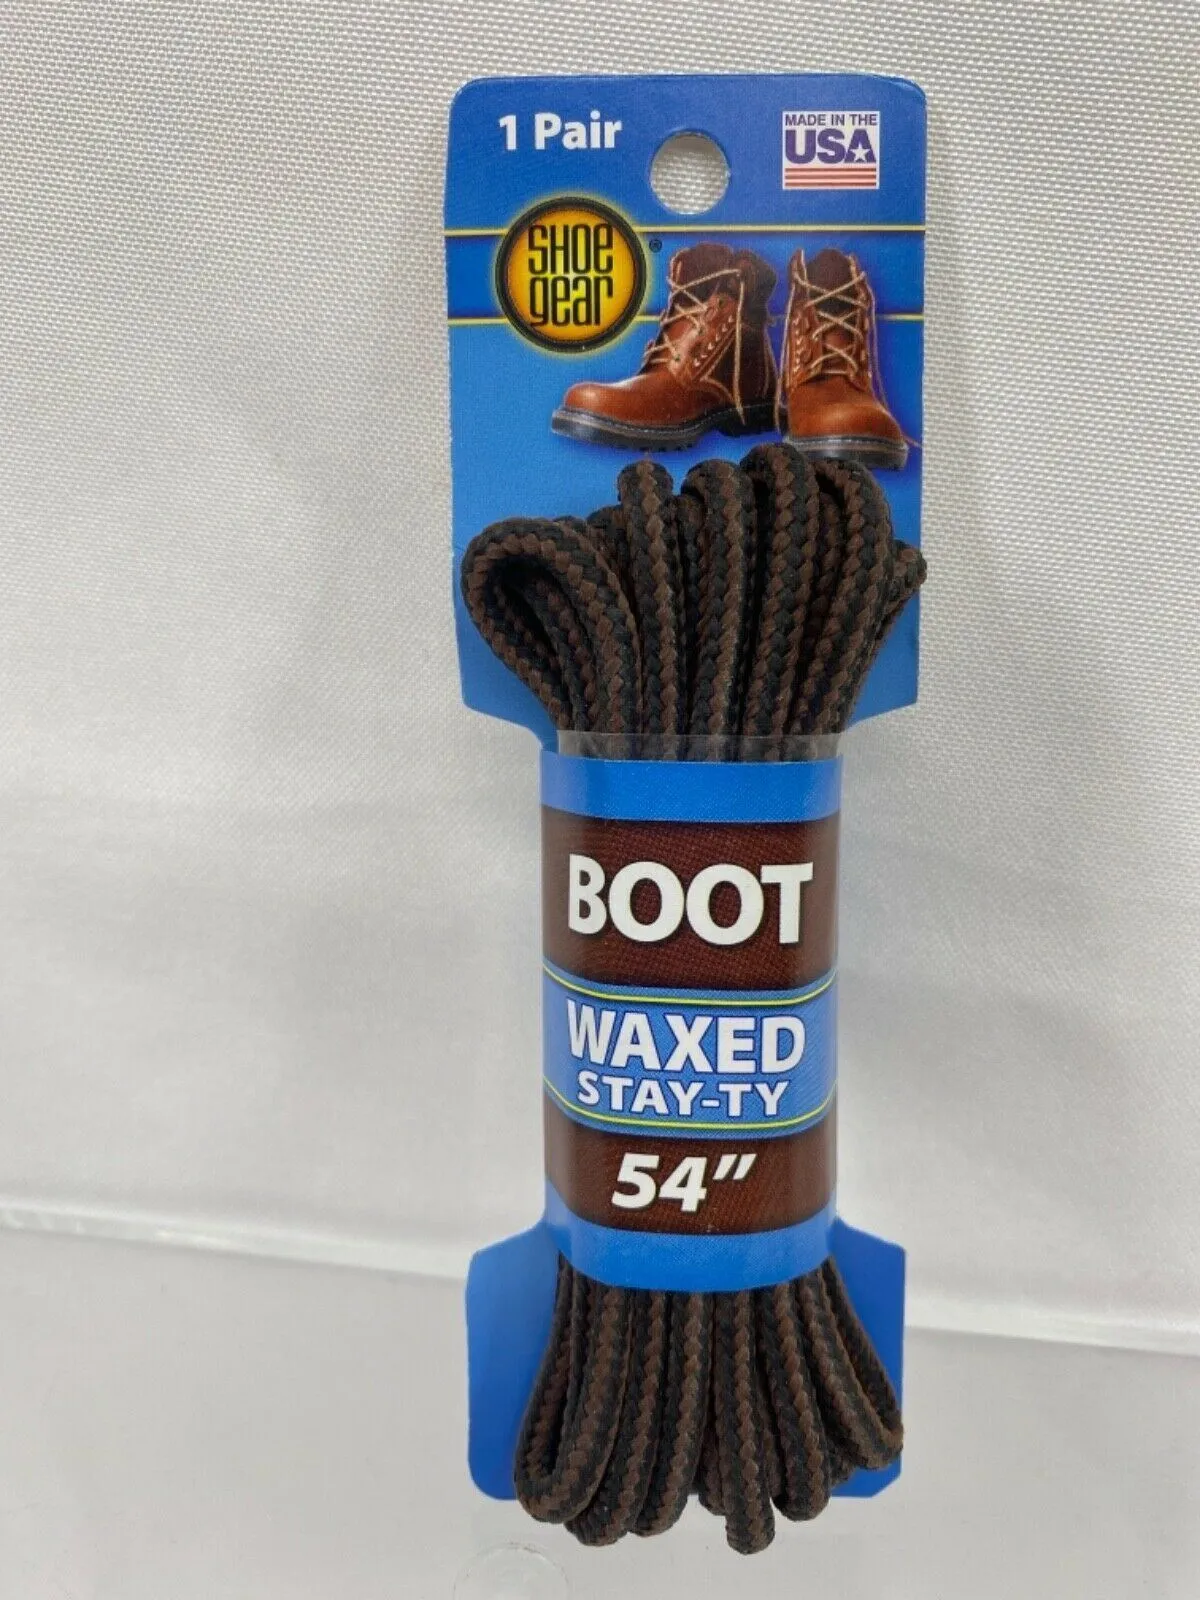 1 Pair
MADE IN THE
USA
SHOE
gear
®
BOOT
WAXED
STAY-TY
54”